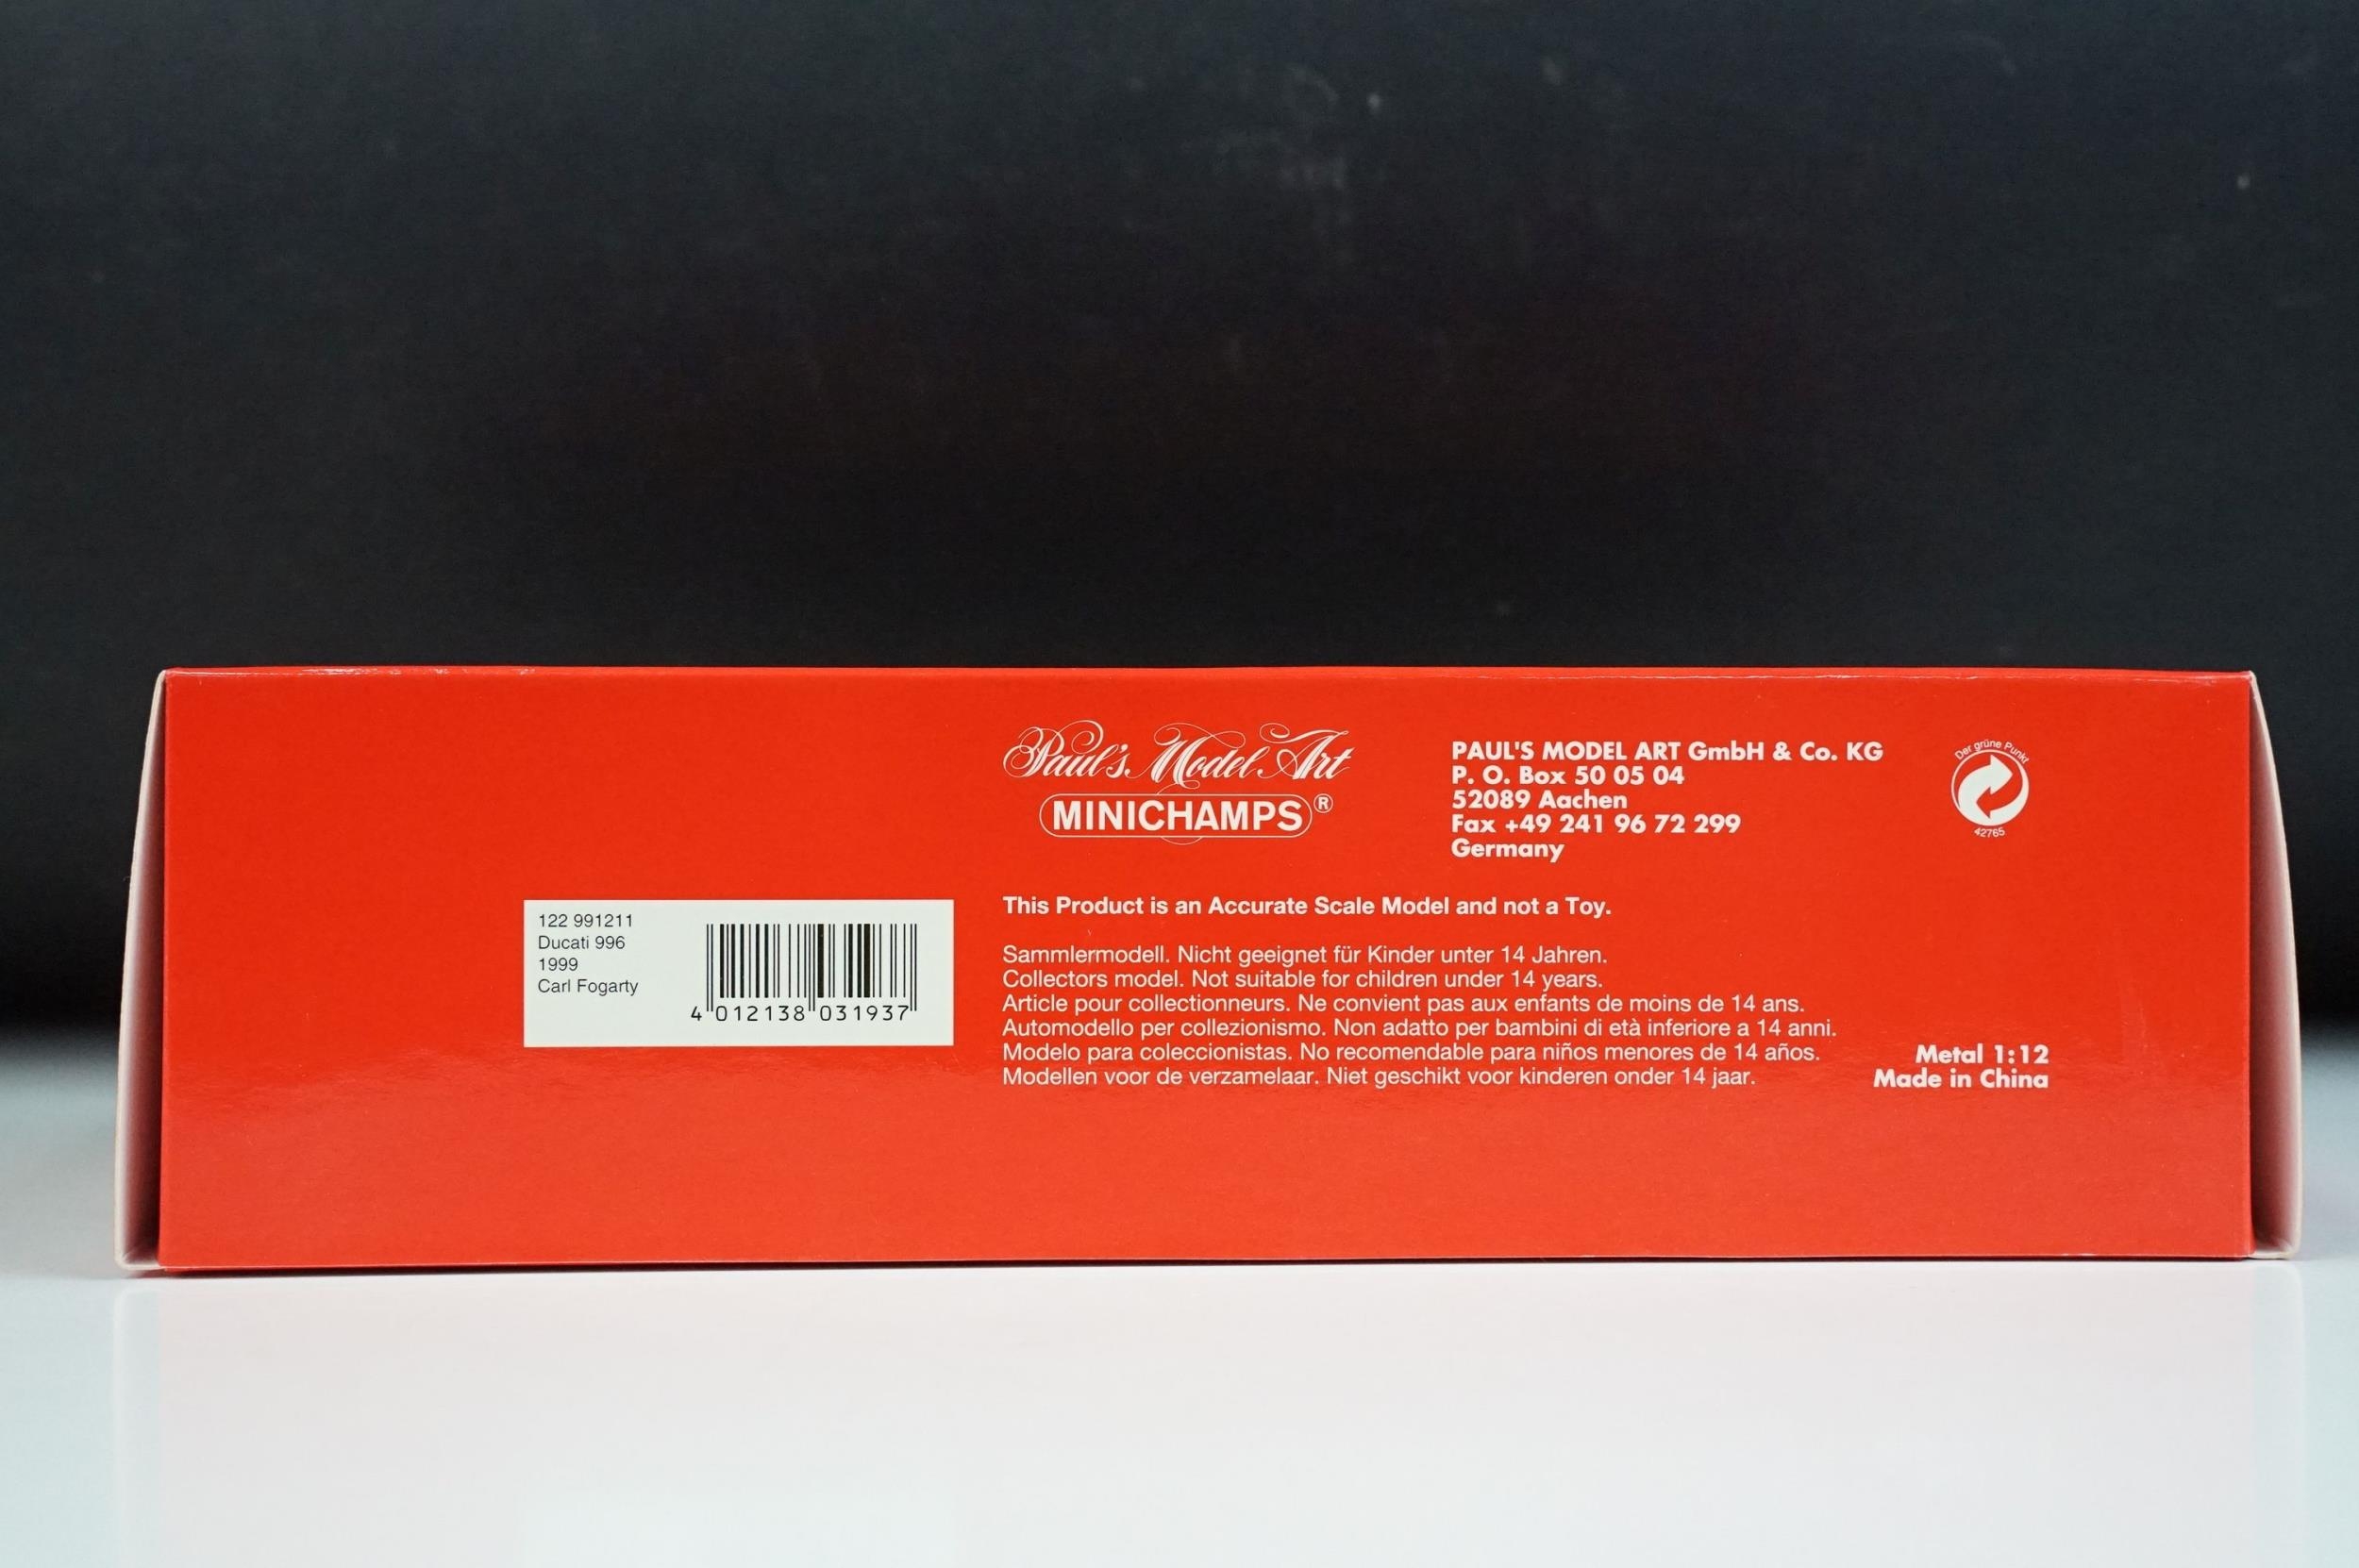 Paul's Model Art
MINICHAMPS®
PAUL'S MODEL ART GmbH & Co. KG
P. O. Box 50 05 04
52089 Aachen
Fax +49 241 96 72 299
Germany
Der grüne Punkt
42765
122 991211
Ducati 996
1999
Carl Fogarty
4 012138 031937
This Product is an Accurate Scale Model and not a Toy.
Sammlermodell. Nicht geeignet für Kinder unter 14 Jahren.
Collectors model. Not suitable for children under 14 years.
Article pour collectionneurs. Ne convient pas aux enfants de moins de 14 ans.
Automodello per collezionismo. Non adatto per bambini di età inferiore a 14 anni.
Modelo para coleccionistas. No recomendable para niños menores de 14 años.
Modellen voor de verzamelaar. Niet geschikt voor kinderen onder 14 jaar.
Metal 1:12
Made in China